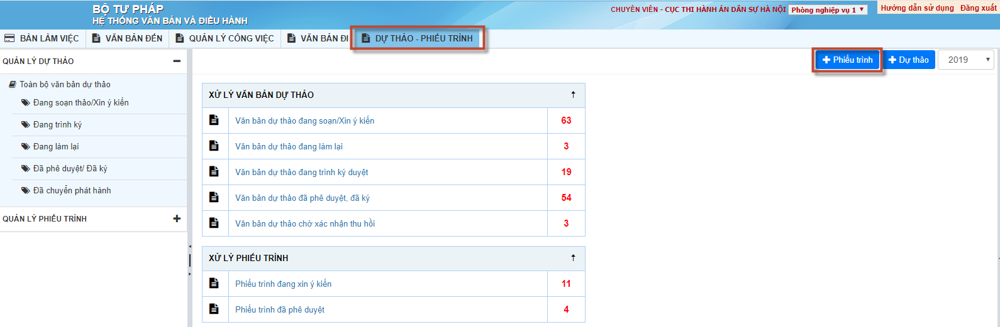 BỘ TƯ PHÁP
HỆ THỐNG VĂN BẢN VÀ ĐIỀU HÀNH
CHUYÊN VIÊN - CỤC THI HÀNH ÁN DÂN SỰ HÀ NỘI
Phòng nghiệp vụ 1
Hướng dẫn sử dụng
Đăng xuất
BÀN LÀM VIỆC
VĂN BẢN ĐẾN
QUẢN LÝ CÔNG VIỆC
VĂN BẢN ĐI
DỰ THẢO - PHIẾU TRÌNH
Phiếu trình
Dự thảo
2019
QUẢN LÝ DỰ THẢO
Toàn bộ văn bản dự thảo
Đang soạn thảo/Xin ý kiến
Đang trình ký
Đang làm lại
Đã phê duyệt/ Đã ký
Đã chuyển phát hành
QUẢN LÝ PHIẾU TRÌNH
XỬ LÝ VĂN BẢN DỰ THẢO
Văn bản dự thảo đang soạn/Xin ý kiến 63
Văn bản dự thảo đang làm lại 3
Văn bản dự thảo đang trình ký duyệt 19
Văn bản dự thảo đã phê duyệt, đã ký 54
Văn bản dự thảo chờ xác nhận thu hồi 3
XỬ LÝ PHIẾU TRÌNH
Phiếu trình đang xin ý kiến 11
Phiếu trình đã phê duyệt 4